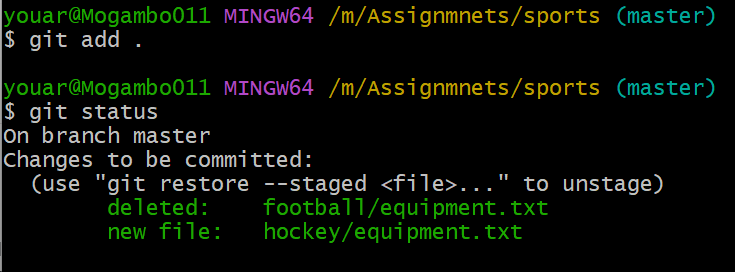 youar@Mogambo011 MINGW64 /m/Assignmnets/sports (master)
$ git add .
youar@Mogambo011 MINGW64 /m/Assignmnets/sports (master)
$ git status
On branch master
Changes to be committed:
  (use "git restore --staged <file>..." to unstage)
        deleted:    football/equipment.txt
        new file:   hockey/equipment.txt